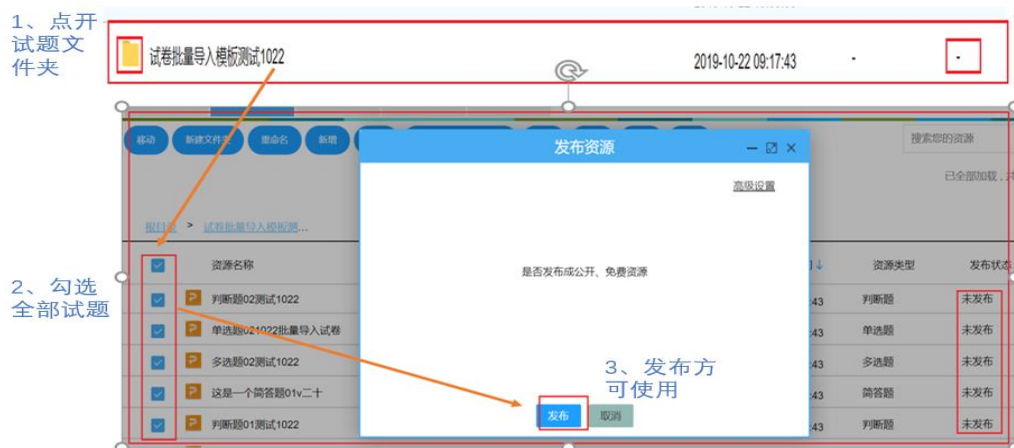 1、点开
试题文
件夹
试卷批量导入模板测试1022 2019-10-22 09:17:43 - -
移动 新建文件夹 重命名 新增
搜索您的资源
发布资源
高级设置
已全部加载，
根目录 > 试卷批量导入模板测...
是否发布成公开、免费资源
资源名称 资源类型 发布状态
2、勾选
全部试题
判断题02测试1022 :43 判断题 未发布
单选题021022批量导入试卷 :43 单选题 未发布
多选题02测试1022 :43 多选题 未发布
这是一个简答题01v二十 :43 简答题 未发布
判断题01测试1022 :43 判断题 未发布
3、发布方
可使用
发布 取消